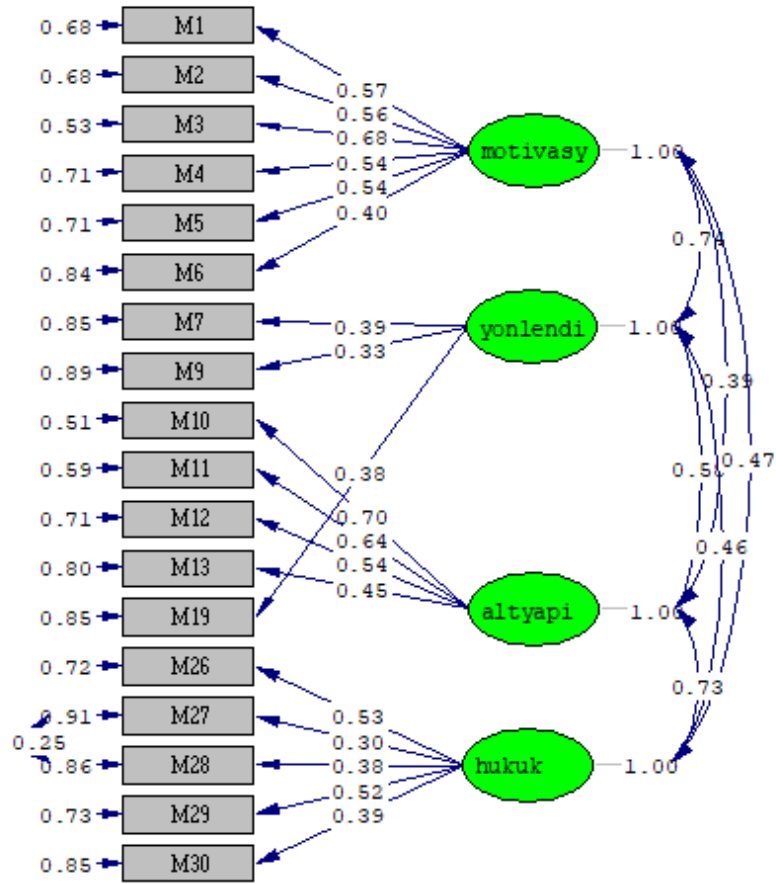 0.68 M1
0.68 M2
0.57
0.56
0.53 M3
0.68
motivasy 1.00
0.54
0.71 M4
0.54
0.40
0.71 M5
0.74
0.84 M6
0.85 M7 0.39 yonlendi 1.00
0.33
0.89 M9
0.39
0.51 M10
0.47
0.59 M11
0.38
0.71 M12 0.70
0.64
0.46
0.54
0.80 M13
0.45
0.85 M19 altyapi 1.00
0.72 M26
0.73
0.91 M27 0.53
0.30
0.25
0.86 M28 0.38 hukuk 1.00
0.52
0.73 M29 0.39
0.85 M30